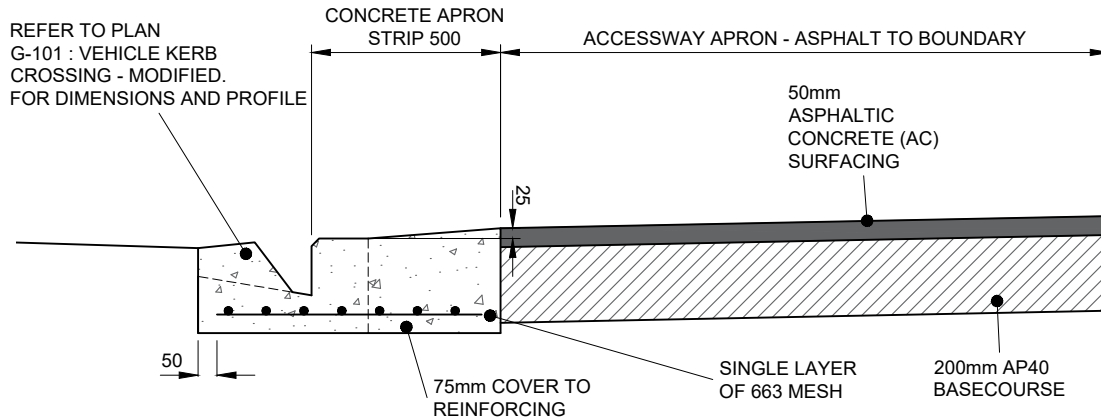 REFER TO PLAN
G-101 : VEHICLE KERB
CROSSING - MODIFIED.
FOR DIMENSIONS AND PROFILE
CONCRETE APRON
STRIP 500
ACCESSWAY APRON - ASPHALT TO BOUNDARY
50mm
ASPHALTIC
CONCRETE (AC)
SURFACING
25
50
75mm COVER TO
REINFORCING
SINGLE LAYER
OF 663 MESH
200mm AP40
BASECOURSE